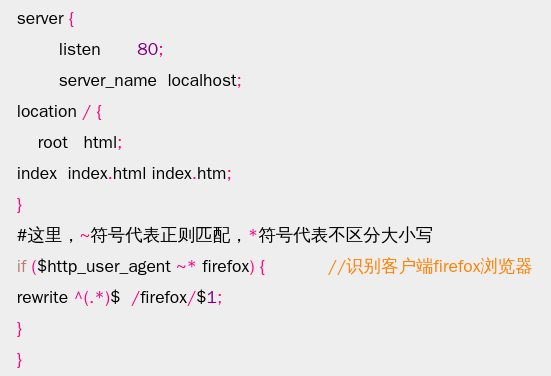 server {
listen 80;
server_name localhost;
location / {
root html;
index index.html index.htm;
}
#这里，~符号代表正则匹配，*符号代表不区分大小写
if ($http_user_agent ~* firefox) { //识别客户端firefox浏览器
rewrite ^(.*)$ /firefox/$1;
}
}